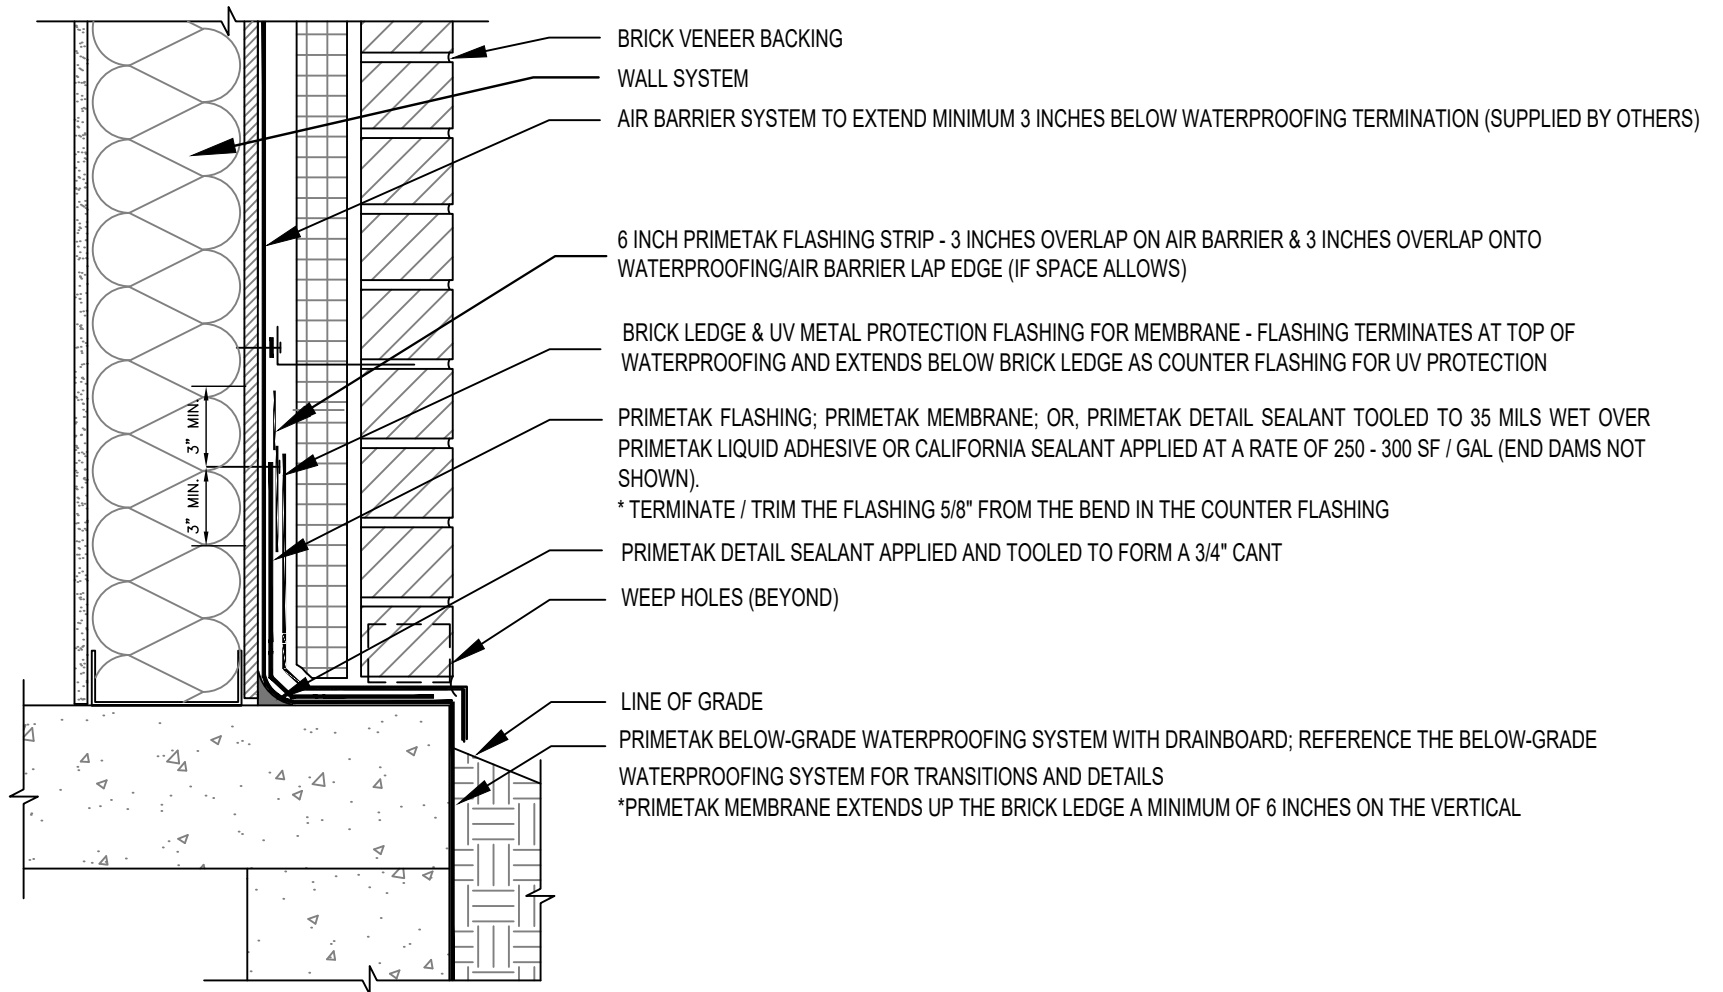 BRICK VENEER BACKING
WALL SYSTEM
AIR BARRIER SYSTEM TO EXTEND MINIMUM 3 INCHES BELOW WATERPROOFING TERMINATION (SUPPLIED BY OTHERS)
6 INCH PRIMETAK FLASHING STRIP - 3 INCHES OVERLAP ON AIR BARRIER & 3 INCHES OVERLAP ONTO
WATERPROOFING/AIR BARRIER LAP EDGE (IF SPACE ALLOWS)
BRICK LEDGE & UV METAL PROTECTION FLASHING FOR MEMBRANE - FLASHING TERMINATES AT TOP OF
WATERPROOFING AND EXTENDS BELOW BRICK LEDGE AS COUNTER FLASHING FOR UV PROTECTION
3" MIN.
3" MIN.
PRIMETAK FLASHING; PRIMETAK MEMBRANE; OR, PRIMETAK DETAIL SEALANT TOOLED TO 35 MILS WET OVER
PRIMETAK LIQUID ADHESIVE OR CALIFORNIA SEALANT APPLIED AT A RATE OF 250 - 300 SF / GAL (END DAMS NOT
SHOWN).
* TERMINATE / TRIM THE FLASHING 5/8" FROM THE BEND IN THE COUNTER FLASHING
PRIMETAK DETAIL SEALANT APPLIED AND TOOLED TO FORM A 3/4" CANT
WEEP HOLES (BEYOND)
LINE OF GRADE
PRIMETAK BELOW-GRADE WATERPROOFING SYSTEM WITH DRAINBOARD; REFERENCE THE BELOW-GRADE
WATERPROOFING SYSTEM FOR TRANSITIONS AND DETAILS
*PRIMETAK MEMBRANE EXTENDS UP THE BRICK LEDGE A MINIMUM OF 6 INCHES ON THE VERTICAL